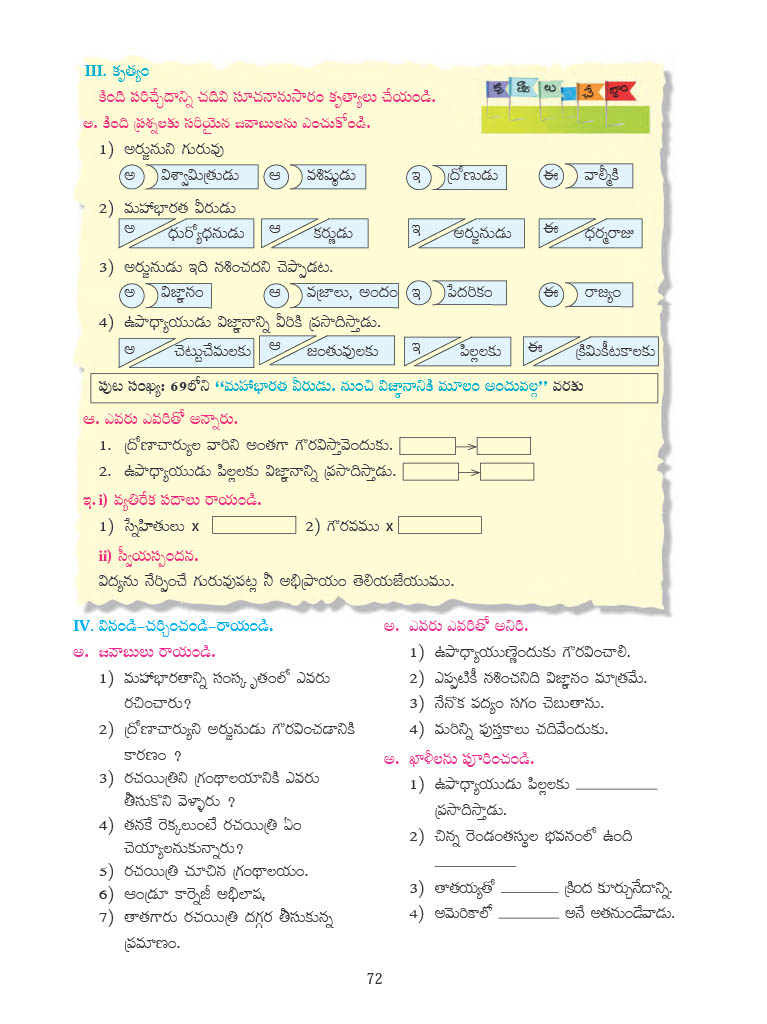 III. కృత్యం
కింది పరిచ్ఛేదాన్ని చదివి సూచనానుసారం కృత్యాలు చేయండి.
కృ త్యా లు చే ద్దాం
అ. కింది ప్రశ్నలకు సరియైన జవాబులను ఎంచుకోండి.
1) అర్జునుని గురువు
అ విశ్వామిత్రుడు ఆ వశిష్ఠుడు ఇ ద్రోణుడు ఈ వాల్మీకి
2) మహాభారత వీరుడు
అ ధుర్యోధనుడు ఆ కర్ణుడు ఇ అర్జునుడు ఈ ధర్మరాజు
3) అర్జునుడు ఇది నశించదని చెప్పాడట.
అ విజ్ఞానం ఆ వజ్రాలు, అందం ఇ పేదరికం ఈ రాజ్యం
4) ఉపాధ్యాయుడు విజ్ఞానాన్ని వీరికి ప్రసాదిస్తాడు.
అ చెట్టుచేమలకు ఆ జంతువులకు ఇ పిల్లలకు ఈ క్రిమికీటకాలకు
పుట సంఖ్య: 69లోని “మహాభారత వీరుడు. నుంచి విజ్ఞానానికి మూలం అందువల్ల” వరకు
ఆ. ఎవరు ఎవరితో అన్నారు.
1. ద్రోణాచార్యుల వారిని అంతగా గౌరవిస్తావెందుకు.
2. ఉపాధ్యాయుడు పిల్లలకు విజ్ఞానాన్ని ప్రసాదిస్తాడు.
ఇ. i) వ్యతిరేక పదాలు రాయండి.
1) స్నేహితులు x 2) గౌరవము x
ii) స్వీయస్పందన.
విద్యను నేర్పించే గురువువట్ల నీ అభిప్రాయం తెలియజేయుము.
IV. వినండి-చర్చించండి-రాయండి.
అ. జవాబులు రాయండి.
1) మహాభారతాన్ని సంస్కృతంలో ఎవరు
రచించారు?
2) ద్రోణాచార్యుని అర్జునుడు గౌరవించడానికి
కారణం ?
3) రచయిత్రిని గ్రంథాలయానికి ఎవరు
తీసుకొని వెళ్ళారు ?
4) తనకే రెక్కలుంటే రచయిత్రి ఏం
చెయ్యాలనుకున్నారు?
5) రచయిత్రి చూచిన గ్రంథాలయం.
6) ఆండ్రూ కార్నెజీ అభిలాష.
7) తాతగారు రచయిత్రి దగ్గర తీసుకున్న
ప్రమాణం.
అ. ఎవరు ఎవరితో అనిరి.
1) ఉపాధ్యాయుణ్ణెందుకు గౌరవించాలి.
2) ఎప్పటికీ నశించనిది విజ్ఞానం మాత్రమే.
3) నేనొక పద్యం సగం చెబుతాను.
4) మరిన్ని పుస్తకాలు చదివేందుకు.
అ. ఖాళీలను పూరించండి.
1) ఉపాధ్యాయుడు పిల్లలకు ___________
ప్రసాదిస్తాడు.
2) చిన్న రెండంతస్థుల భవనంలో ఉంది
___________
3) తాతయ్యతో ________ క్రింద కూర్చునేదాన్ని.
4) అమెరికాలో ________ అనే అతనుండేవాడు.
72